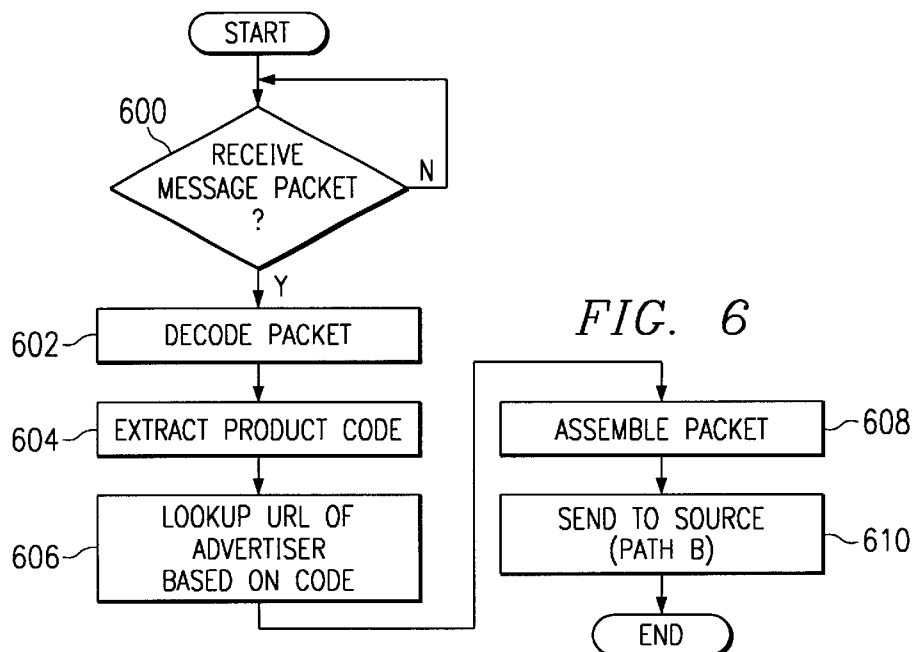 START
600
RECEIVE
MESSAGE PACKET
?
N
Y
602
DECODE PACKET
604
EXTRACT PRODUCT CODE
606
LOOKUP URL OF
ADVERTISER
BASED ON CODE
FIG. 6
ASSEMBLE PACKET
608
SEND TO SOURCE
(PATH B)
610
END